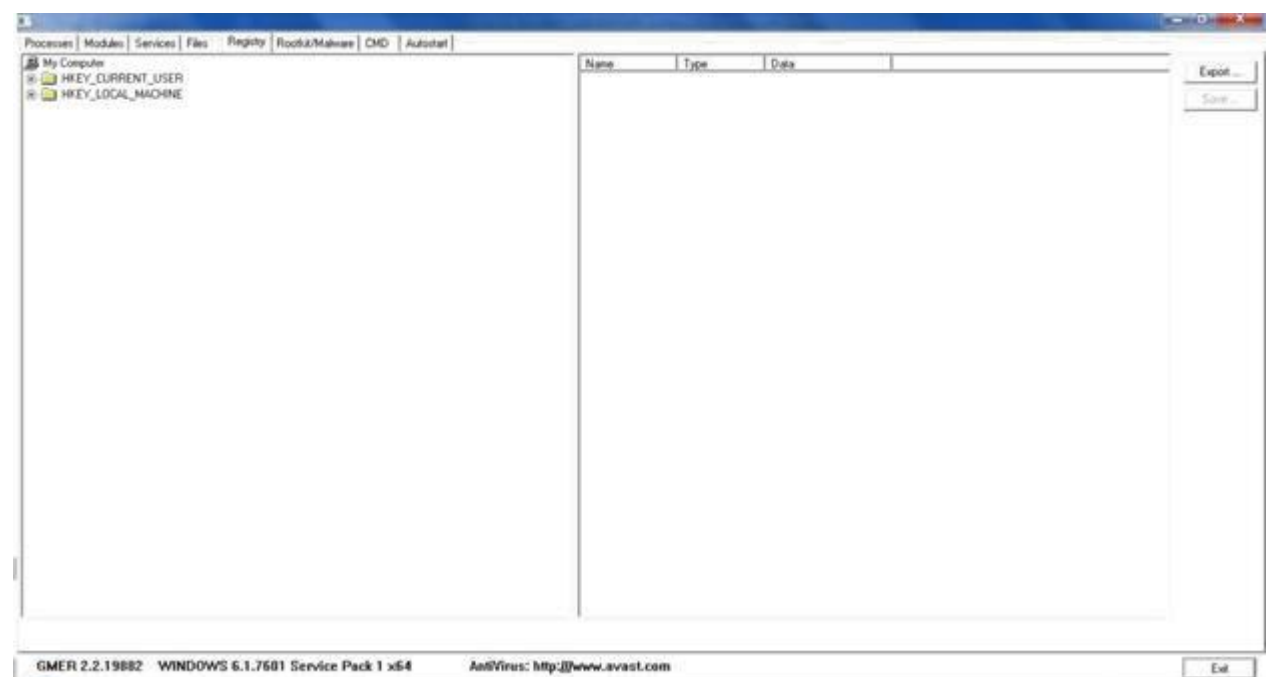 Processes Modules Services Files Registry Rootkit/Malware CMD Autostart
My Computer
HKEY_CURRENT_USER
HKEY_LOCAL_MACHINE
Name Type Data
Export ...
Save ...
GMER 2.2.19882 WINDOWS 6.1.7601 Service Pack 1 x64 AntiVirus: http:///www.avast.com
Exit